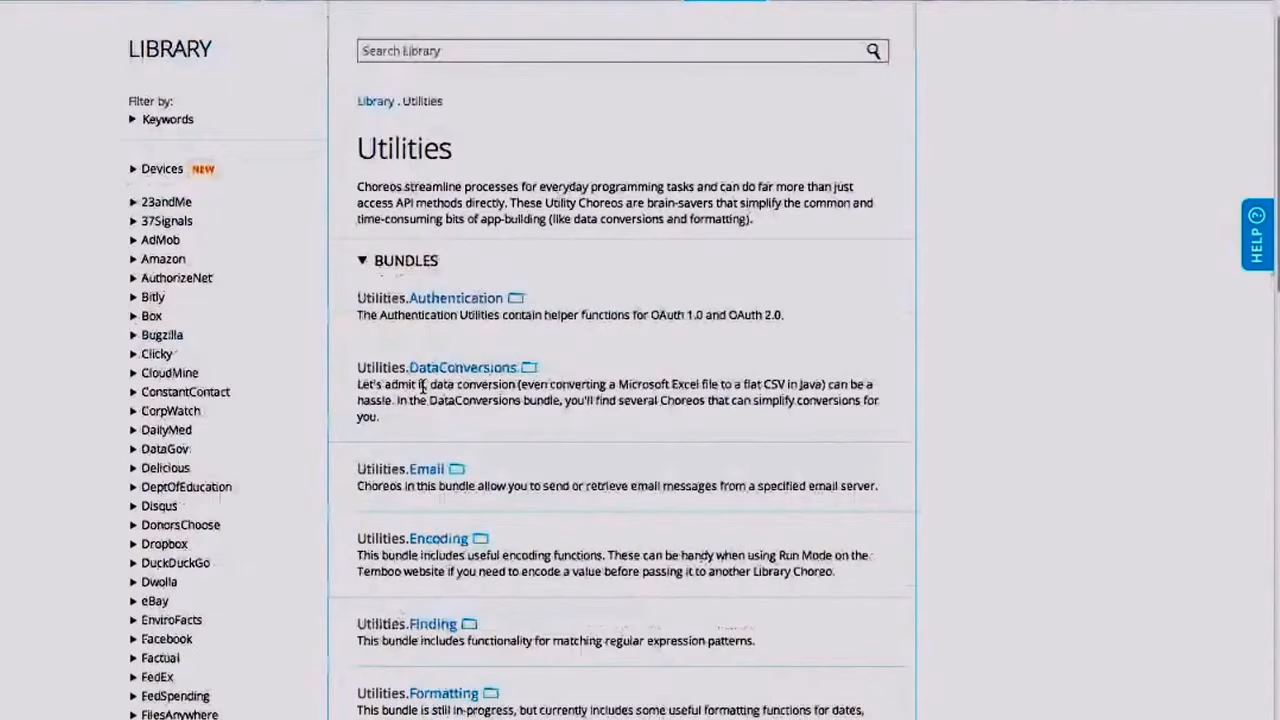 LIBRARY
Filter by:
Keywords
Devices NEW
23andMe
37Signals
AdMob
Amazon
AuthorizeNet
Bitly
Box
Bugzilla
Clicky
CloudMine
ConstantContact
CorpWatch
DailyMed
DataGov
Delicious
DeptOfEducation
Disqus
DonorsChoose
Dropbox
DuckDuckGo
Dwolla
eBay
EnviroFacts
Facebook
Factual
FedEx
FedSpending
FilesAnywhere
Search Library
Library . Utilities
Utilities
Choreos streamline processes for everyday programming tasks and can do far more than just
access API methods directly. These Utility Choreos are brain-savers that simplify the common and
time-consuming bits of app-building (like data conversions and formatting).
BUNDLES
Utilities.Authentication
The Authentication Utilities contain helper functions for OAuth 1.0 and OAuth 2.0.
Utilities.DataConversions
Let's admit it, data conversion (even converting a Microsoft Excel file to a flat CSV in Java) can be a
hassle. In the DataConversions bundle, you'll find several Choreos that can simplify conversions for
you.
Utilities.Email
Choreos in this bundle allow you to send or retrieve email messages from a specified email server.
Utilities.Encoding
This bundle includes useful encoding functions. These can be handy when using Run Mode on the
Temboo website if you need to encode a value before passing it to another Library Choreo.
Utilities.Finding
This bundle includes functionality for matching regular expression patterns.
Utilities.Formatting
This bundle is still in-progress, but currently includes some useful formatting functions for dates,
HELP